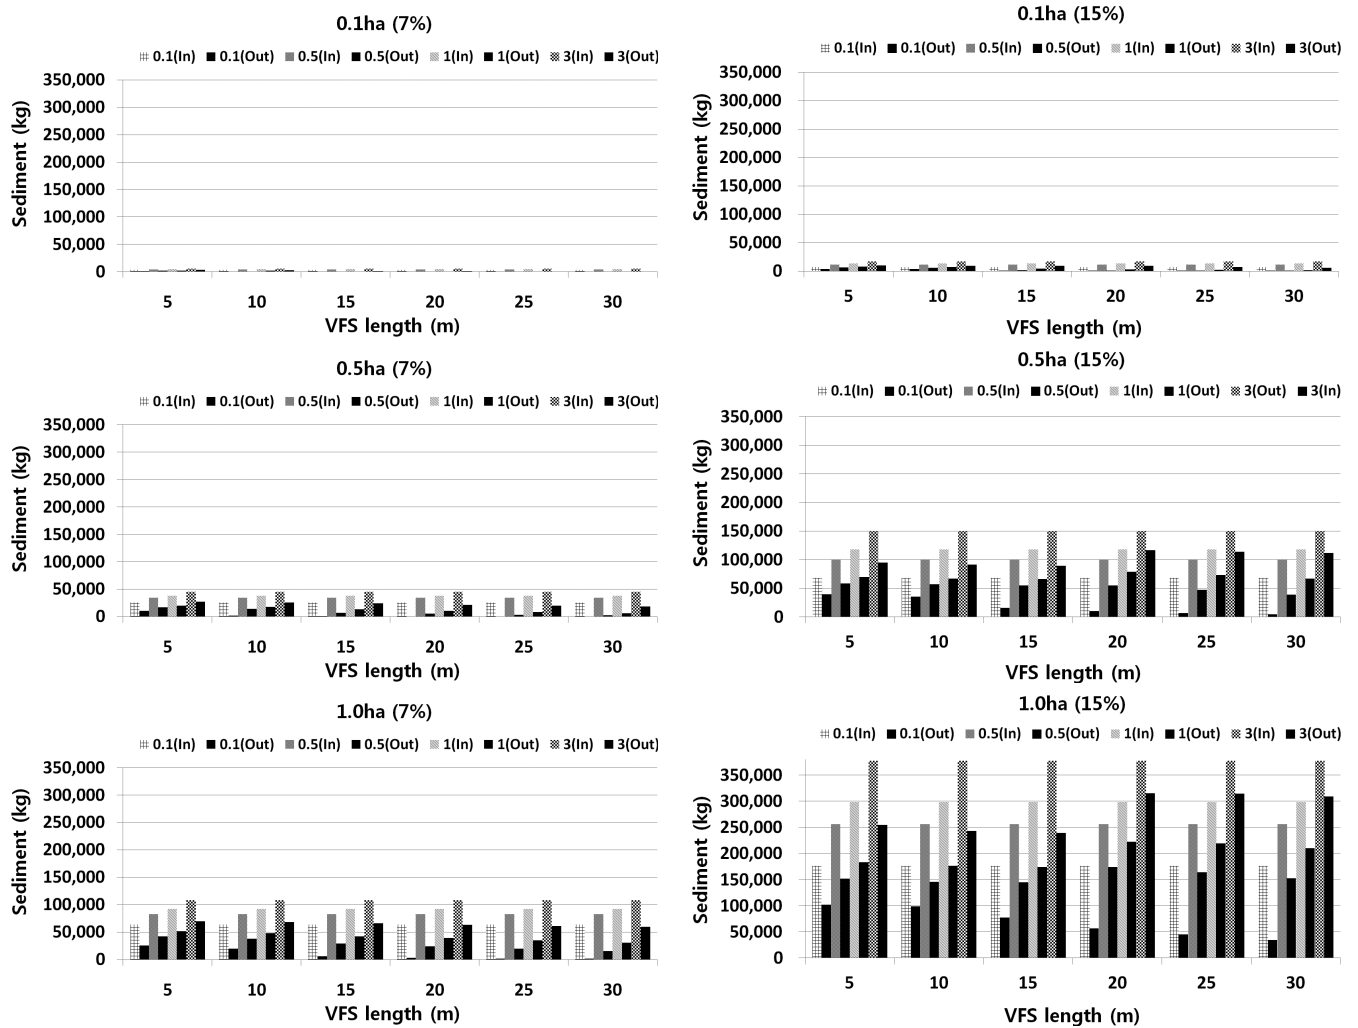 0.1ha (7%)
0.1(In) 0.1(Out) 0.5(In) 0.5(Out) 1(In) 1(Out) 3(In) 3(Out)
350,000
300,000
250,000
200,000
150,000
100,000
50,000
0
Sediment (kg)
5 10 15 20 25 30
VFS length (m)
0.1ha (15%)
0.1(In) 0.1(Out) 0.5(In) 0.5(Out) 1(In) 1(Out) 3(In) 3(Out)
350,000
300,000
250,000
200,000
150,000
100,000
50,000
0
Sediment (kg)
5 10 15 20 25 30
VFS length (m)
0.5ha (7%)
0.1(In) 0.1(Out) 0.5(In) 0.5(Out) 1(In) 1(Out) 3(In) 3(Out)
350,000
300,000
250,000
200,000
150,000
100,000
50,000
0
Sediment (kg)
5 10 15 20 25 30
VFS length (m)
0.5ha (15%)
0.1(In) 0.1(Out) 0.5(In) 0.5(Out) 1(In) 1(Out) 3(Out) 3(In)
350,000
300,000
250,000
200,000
150,000
100,000
50,000
0
Sediment (kg)
5 10 15 20 25 30
VFS length (m)
1.0ha (7%)
0.1(In) 0.1(Out) 0.5(In) 0.5(Out) 1(In) 1(Out) 3(In) 3(Out)
350,000
300,000
250,000
200,000
150,000
100,000
50,000
0
Sediment (kg)
5 10 15 20 25 30
VFS length (m)
1.0ha (15%)
0.1(In) 0.1(Out) 0.5(In) 0.5(Out) 1(In) 1(Out) 3(In) 3(Out)
350,000
300,000
250,000
200,000
150,000
100,000
50,000
0
Sediment (kg)
5 10 15 20 25 30
VFS length (m)